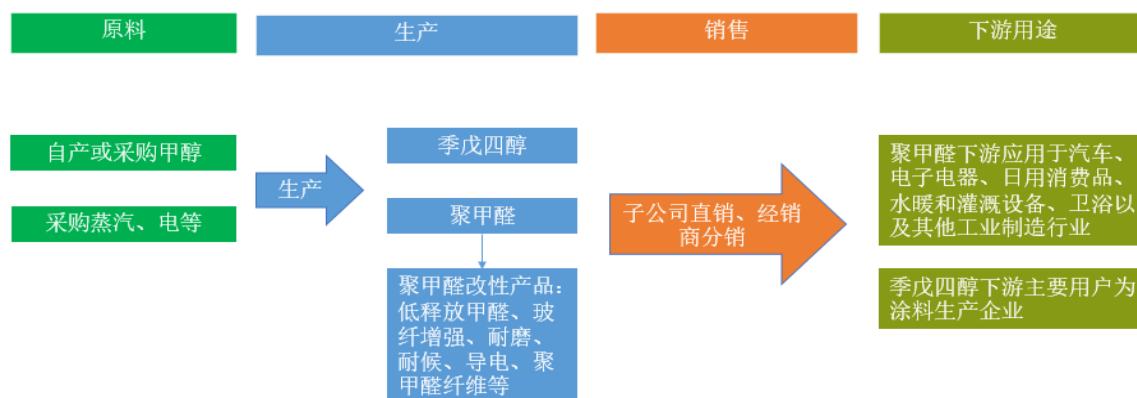 原料
生产
销售
下游用途
自产或采购甲醇
采购蒸汽、电等
生产
季戊四醇
聚甲醛
聚甲醛改性产品：
低释放甲醛、玻
纤增强、耐磨、
耐候、导电、聚
甲醛纤维等
子公司直销、经销
商分销
聚甲醛下游应用于汽车、
电子电器、日用消费品、
水暖和灌溉设备、卫浴以
及其他工业制造行业
季戊四醇下游主要用户为
涂料生产企业